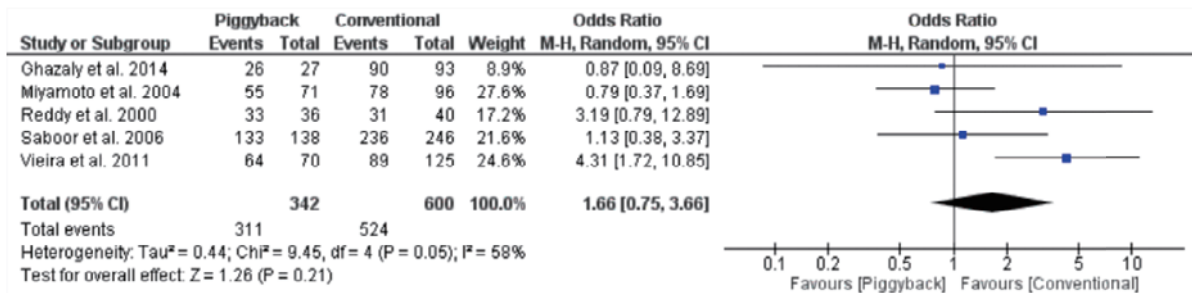 Piggyback Conventional Odds Ratio Odds Ratio
Study or Subgroup Events Total Events Total Weight M-H, Random, 95% CI M-H, Random, 95% CI
Ghazaly et al. 2014 26 27 90 93 8.9% 0.87 [0.09, 8.69]
Miyamoto et al. 2004 55 71 78 96 27.6% 0.79 [0.37, 1.69]
Reddy et al. 2000 33 36 31 40 17.2% 3.19 [0.79, 12.89]
Saboor et al. 2006 133 138 236 246 21.6% 1.13 [0.38, 3.37]
Vieira et al. 2011 64 70 89 125 24.6% 4.31 [1.72, 10.85]
Total (95% CI) 342 600 100.0% 1.66 [0.75, 3.66]
Total events 311 524
Heterogeneity: Tau² = 0.44; Chi² = 9.45, df = 4 (P = 0.05); I² = 58%
Test for overall effect: Z = 1.26 (P = 0.21)
0.1 0.2 0.5 1 2 5 10
Favours [Piggyback] Favours [Conventional]